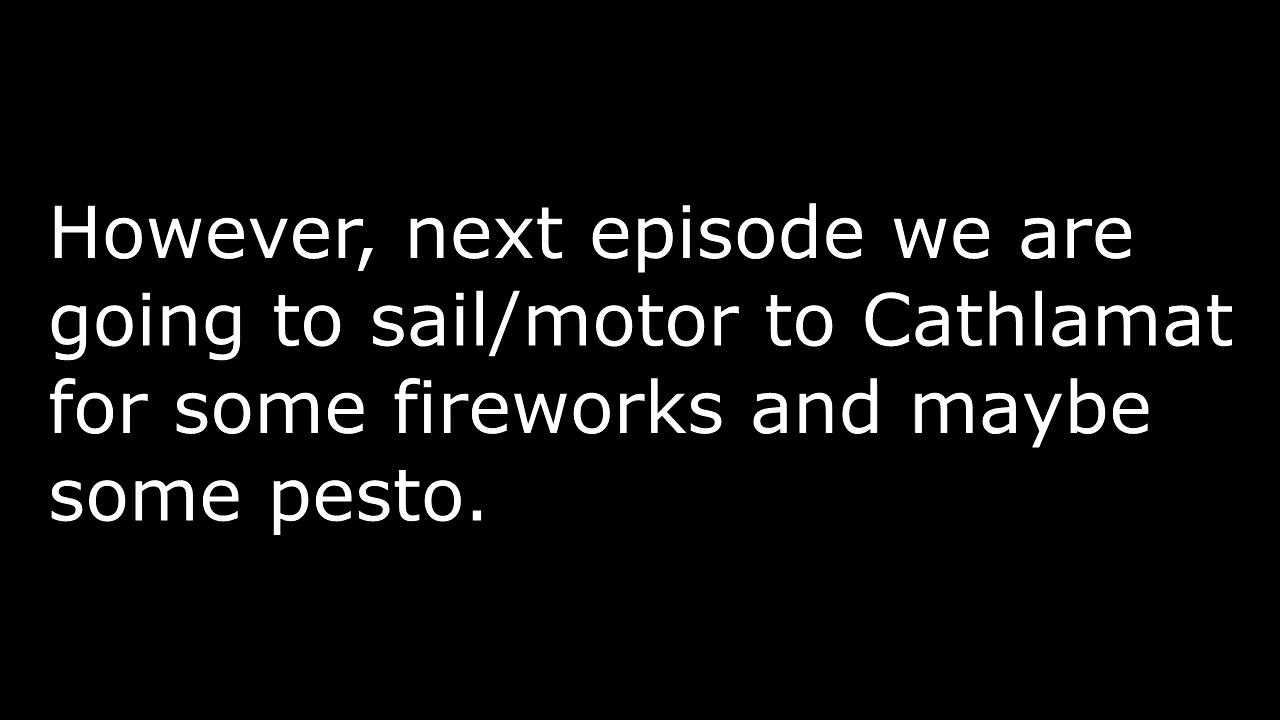 However, next episode we are
going to sail/motor to Cathlamat
for some fireworks and maybe
some pesto.